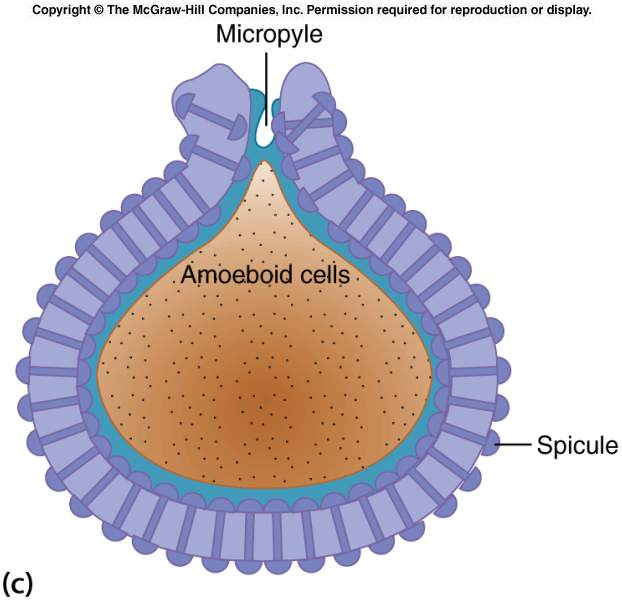 Copyright © The McGraw-Hill Companies, Inc. Permission required for reproduction or display.
Micropyle
Amoeboid cells
Spicule
(c)